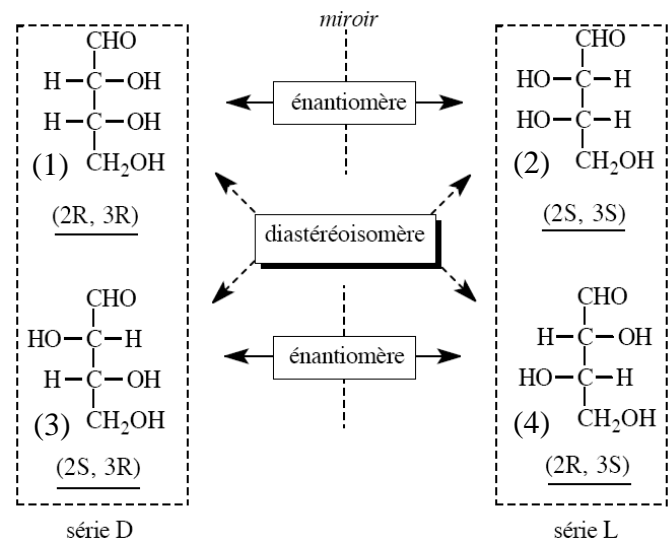 miroir
CHO
H–C–OH
H–C–OH
CH₂OH
(1)
(2R, 3R)
énantiomère
CHO
HO–C–H
HO–C–H
CH₂OH
(2)
(2S, 3S)
diastéréoisomère
CHO
HO–C–H
H–C–OH
CH₂OH
(3)
(2S, 3R)
série D
énantiomère
CHO
H–C–OH
HO–C–H
CH₂OH
(4)
(2R, 3S)
série L